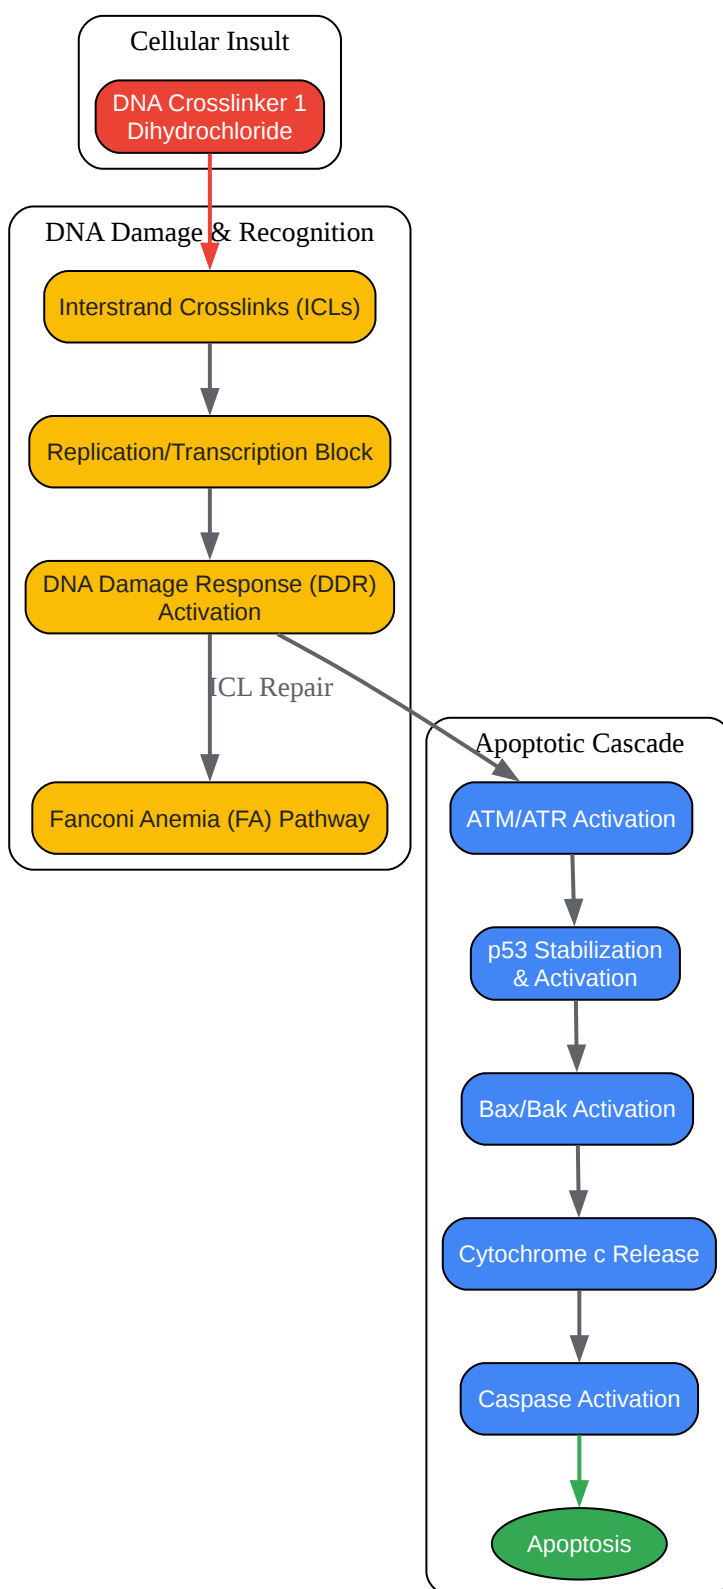 Cellular Insult
DNA Crosslinker 1
Dihydrochloride
DNA Damage & Recognition
Interstrand Crosslinks (ICLs)
Replication/Transcription Block
DNA Damage Response (DDR)
Activation
ICL Repair
Fanconi Anemia (FA) Pathway
Apoptotic Cascade
ATM/ATR Activation
p53 Stabilization
& Activation
Bax/Bak Activation
Cytochrome c Release
Caspase Activation
Apoptosis